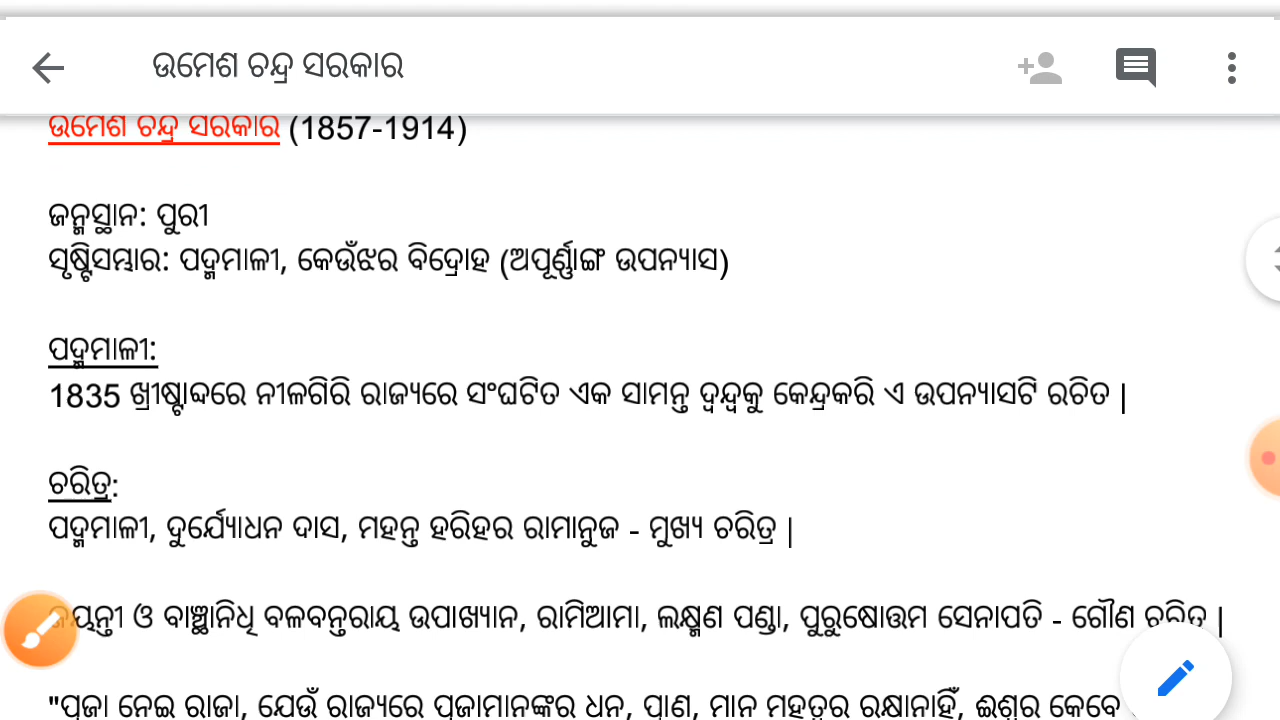 ଉମେଶ ଚନ୍ଦ୍ର ସରକାର
ଉମେଶ ଚନ୍ଦ୍ର ସରକାର (1857-1914)
ଜନ୍ମସ୍ଥାନ: ପୁରୀ
ସୃଷ୍ଟିସମ୍ଭାର: ପଦ୍ମମାଳୀ, କେଉଁଝର ବିଦ୍ରୋହ (ଅପୂର୍ଣ୍ଣାଙ୍ଗ ଉପନ୍ୟାସ)
ପଦ୍ମମାଳୀ:
1835 ଖ୍ରୀଷ୍ଟାବ୍ଦରେ ନୀଳଗିରି ରାଜ୍ୟରେ ସଂଘଟିତ ଏକ ସାମନ୍ତ ଦ୍ୱନ୍ଦ୍ୱକୁ କେନ୍ଦ୍ରକରି ଏ ଉପନ୍ୟାସଟି ରଚିତ |
ଚରିତ୍ର:
ପଦ୍ମମାଳୀ, ଦୁର୍ଯ୍ୟୋଧନ ଦାସ, ମହନ୍ତ ହରିହର ରାମାନୁଜ - ମୁଖ୍ୟ ଚରିତ୍ର |
ଜୟନ୍ତୀ ଓ ବାଞ୍ଛାନିଧି ବଳବନ୍ତରାୟ ଉପାଖ୍ୟାନ, ରାମିଆମା, ଲକ୍ଷ୍ମଣ ପଣ୍ଡା, ପୁରୁଷୋତ୍ତମ ସେନାପତି - ଗୌଣ ଚରିତ୍ର |
"ପ୍ରଜା ନେଇ ରାଜା, ଯେଉଁ ରାଜ୍ୟରେ ପ୍ରଜାମାନଙ୍କର ଧନ, ପ୍ରାଣ, ମାନ ମହତ୍ତ୍ୱର ରକ୍ଷାନାହିଁ, ଈଶ୍ୱର କେବେ